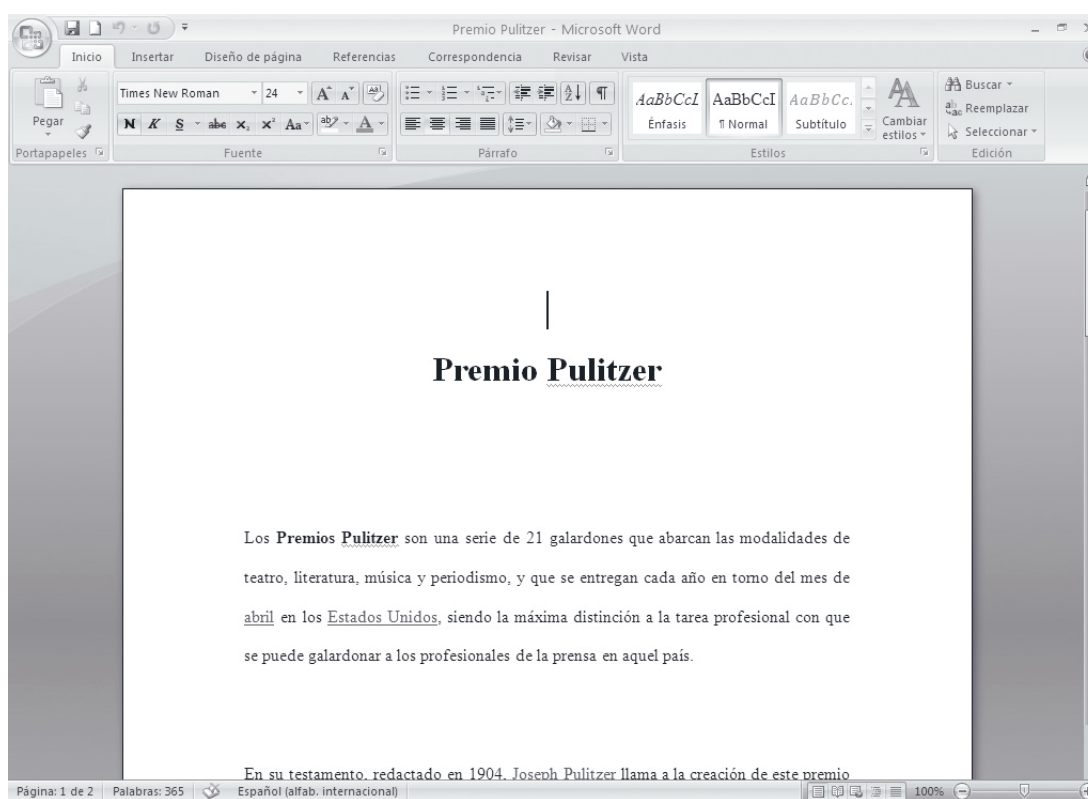 Premio Pulitzer - Microsoft Word
Inicio Insertar Diseño de página Referencias Correspondencia Revisar Vista
Times New Roman 24
AaBbCcI AaBbCcI AaBbCc.
Buscar
Reemplazar
Seleccionar
Pegar
N K S abc x₂ x² Aa ab A
Énfasis ¶ Normal Subtítulo
Cambiar
estilos
Portapapeles Fuente Párrafo Estilos Edición
Premio Pulitzer
Los Premios Pulitzer son una serie de 21 galardones que abarcan las modalidades de
teatro, literatura, música y periodismo, y que se entregan cada año en torno del mes de
abril en los Estados Unidos, siendo la máxima distinción a la tarea profesional con que
se puede galardonar a los profesionales de la prensa en aquel país.
En su testamento, redactado en 1904, Joseph Pulitzer llama a la creación de este premio
Página: 1 de 2 Palabras: 365 Español (alfab. internacional) 100%